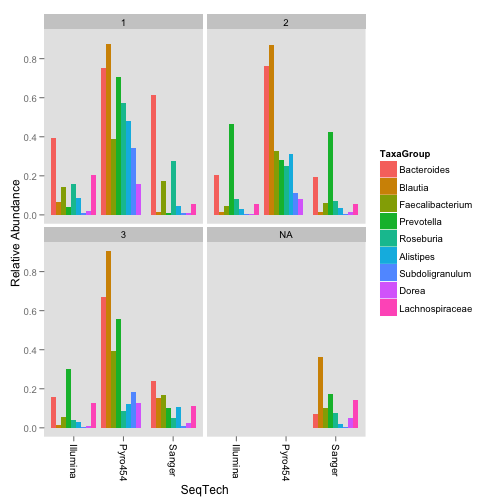 1
2
0.8
0.6
0.4
0.2
0.0
3
NA
0.8
0.6
0.4
0.2
0.0
Relative Abundance
Illumina
Pyro454
Sanger
Illumina
Pyro454
Sanger
SeqTech
TaxaGroup
Bacteroides
Blautia
Faecalibacterium
Prevotella
Roseburia
Alistipes
Subdoligranulum
Dorea
Lachnospiraceae